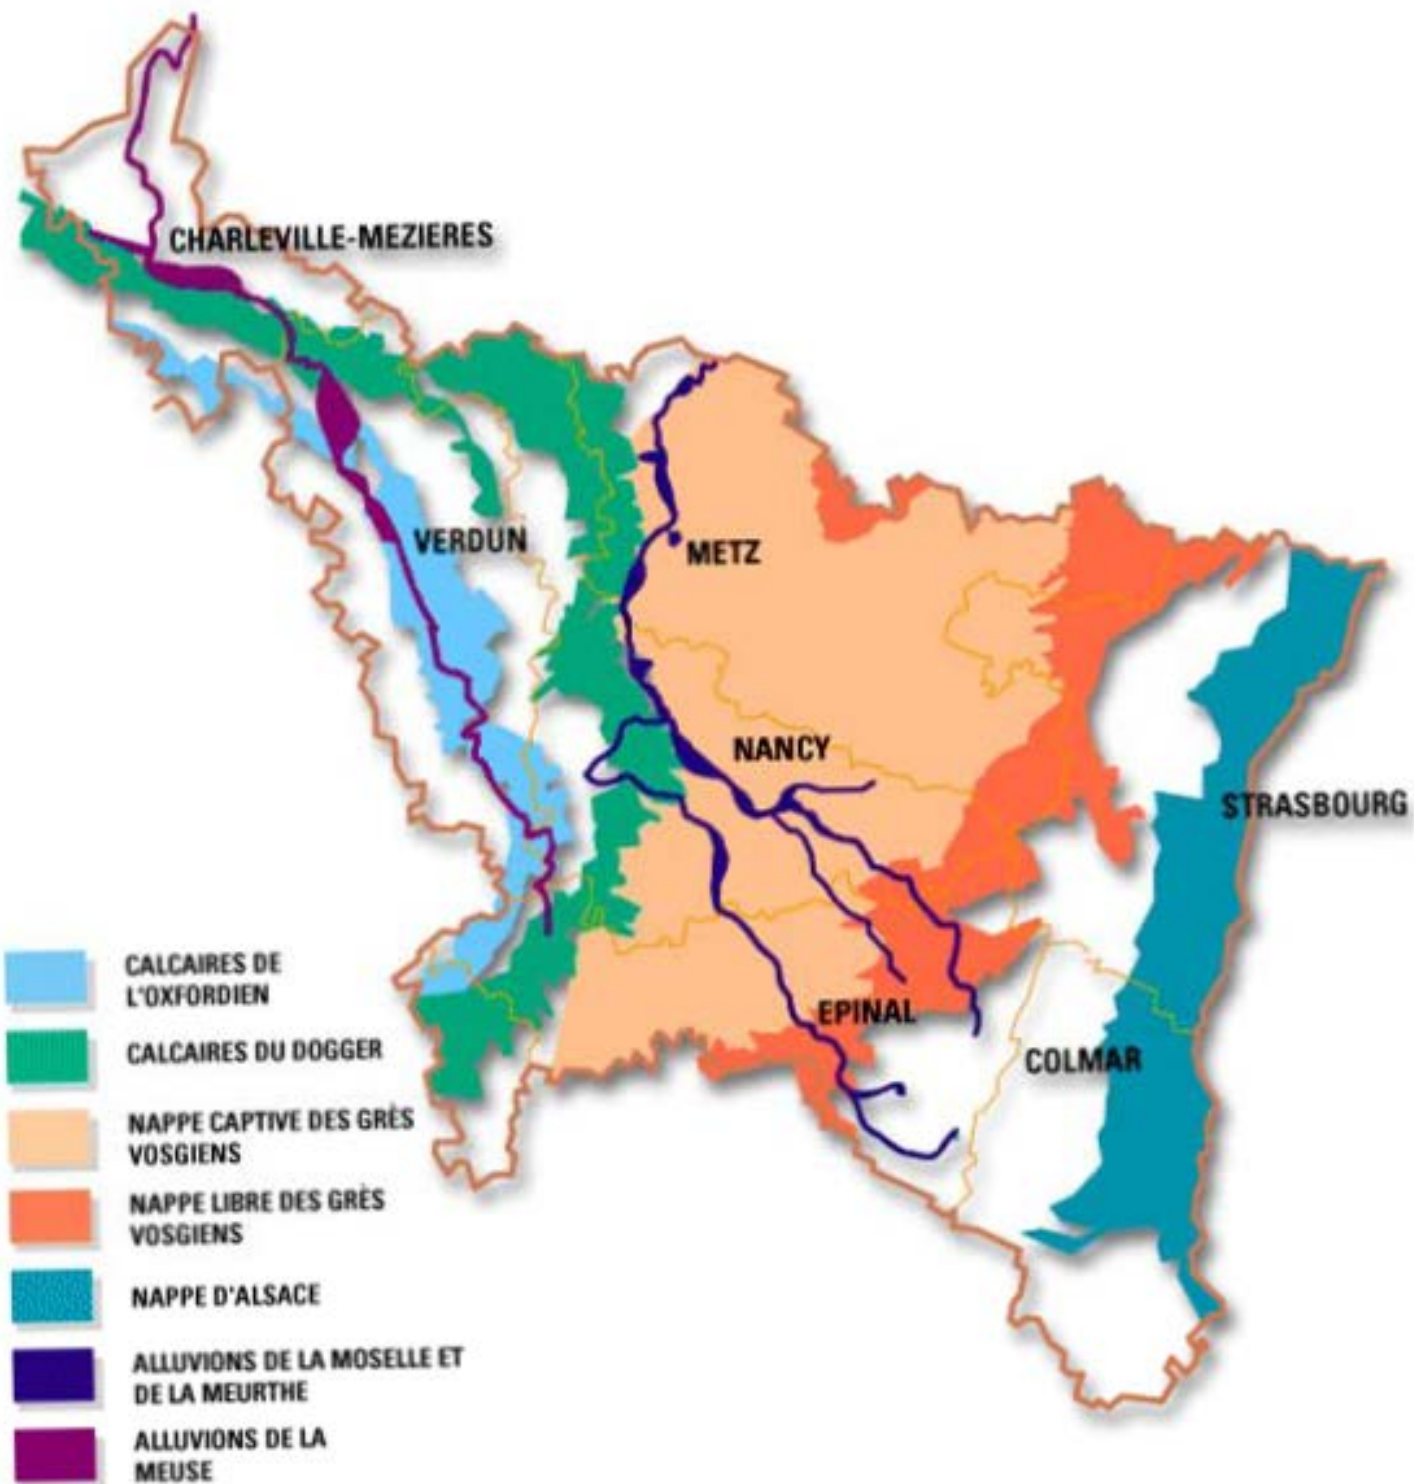 CHARLEVILLE-MEZIERES
VERDUN
METZ
NANCY
STRASBOURG
EPINAL
COLMAR
CALCAIRES DE
L'OXFORDIEN
CALCAIRES DU DOGGER
NAPPE CAPTIVE DES GRÈS
VOSGIENS
NAPPE LIBRE DES GRÈS
VOSGIENS
NAPPE D'ALSACE
ALLUVIONS DE LA MOSELLE ET
DE LA MEURTHE
ALLUVIONS DE LA
MEUSE